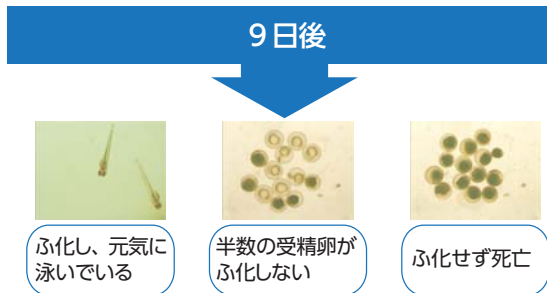 9日後
ふ化し、元気に
泳いでいる
半数の受精卵が
ふ化しない
ふ化せず死亡